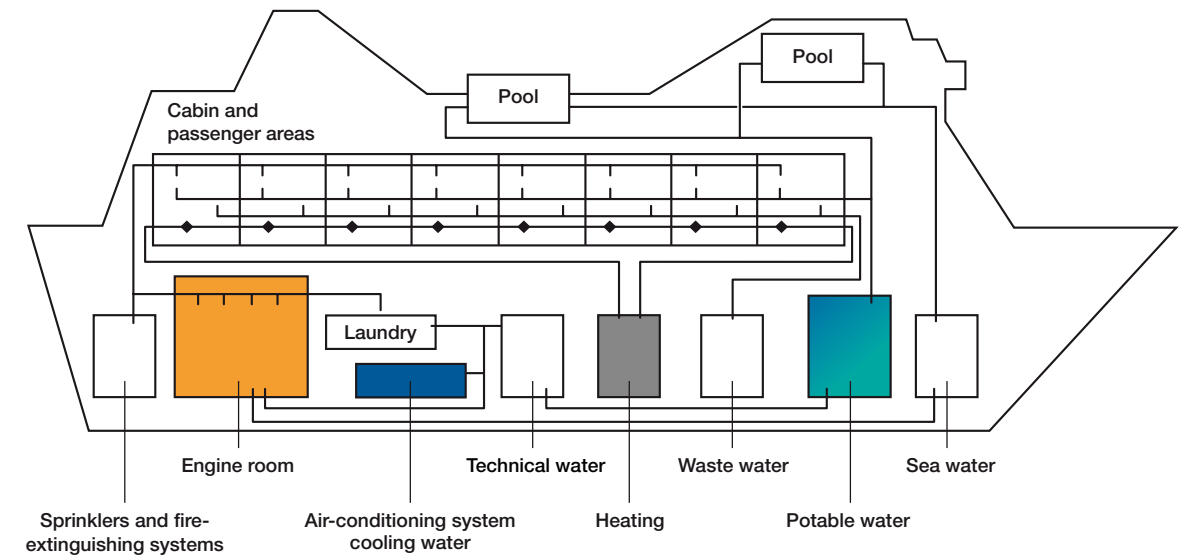 Pool
Pool
Cabin and
passenger areas
Laundry
Engine room
Technical water
Waste water
Sea water
Sprinklers and fire-
extinguishing systems
Air-conditioning system
cooling water
Heating
Potable water